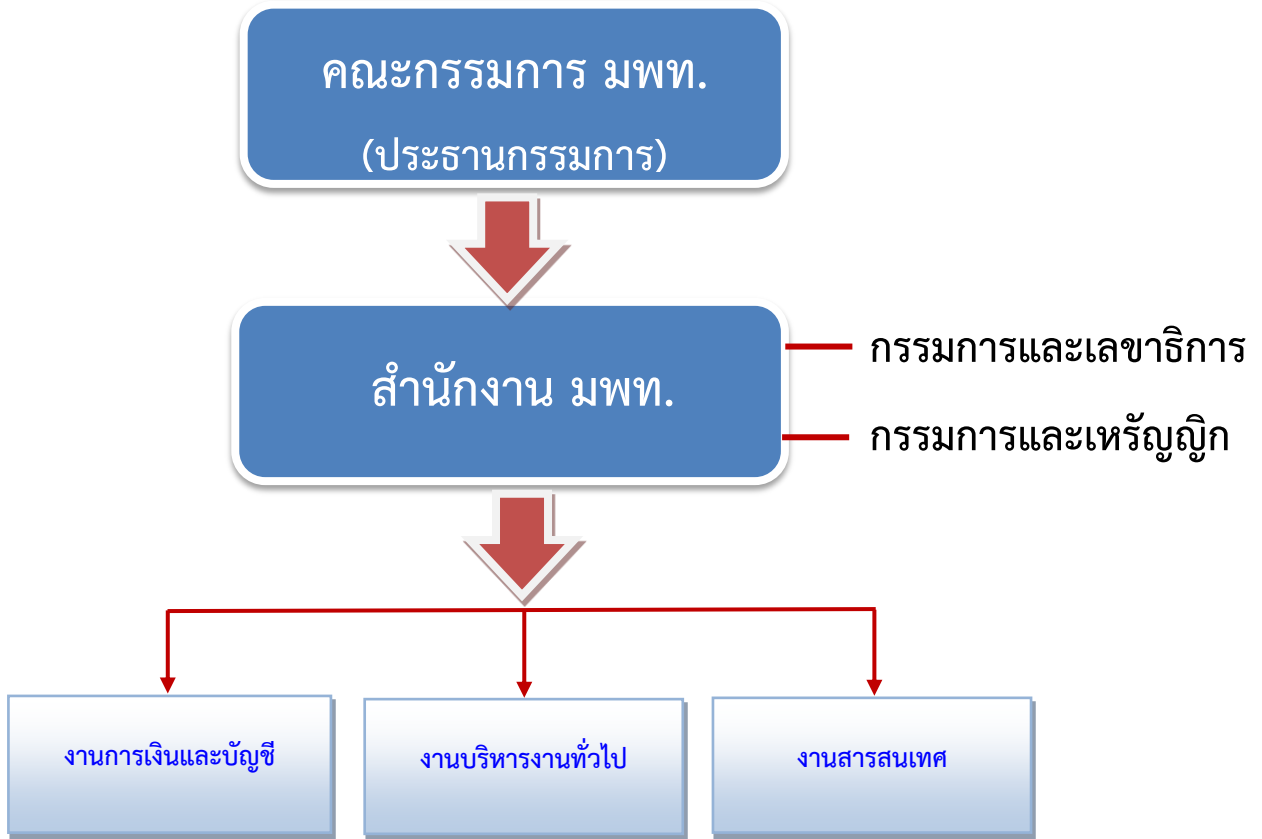 คณะกรรมการ มพท.
(ประธานกรรมการ)
สำนักงาน มพท.
กรรมการและเลขาธิการ
กรรมการและเหรัญญิก
งานการเงินและบัญชี
งานบริหารงานทั่วไป
งานสารสนเทศ